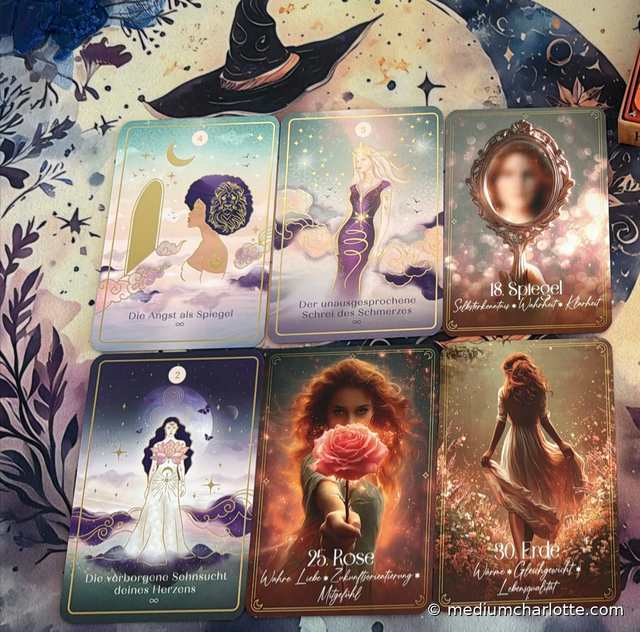 4
Die Angst als Spiegel
∞
3
Der unausgesprochene
Schrei des Schmerzes
∞
18. Spiegel
Selbsterkenntnis ★ Wahrheit ★ Klarheit
2
Die verborgene Sehnsucht
deines Herzens
∞
25. Rose
Wahre Liebe ★ Zukunftsorientierung ★
Mitgefühl
30. Erde
Wärme ★ Gleichgewicht ★
Lebensqualität
© mediumcharlotte.com